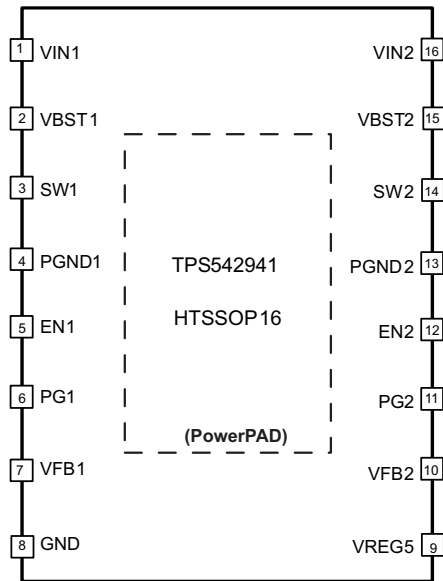 1 VIN1 VIN2 16
2 VBST1 VBST2 15
3 SW1 SW2 14
4 PGND1 PGND2 13
TPS542941
HTSSOP16
5 EN1 EN2 12
6 PG1 PG2 11
(PowerPAD)
7 VFB1 VFB2 10
8 GND VREG5 9